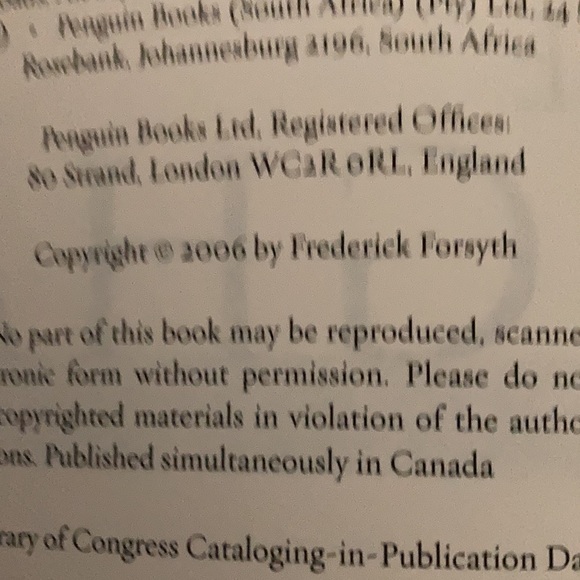 ) • Penguin Books (South Africa) (Pty) Ltd, 24
Rosebank, Johannesburg 2196, South Africa
Penguin Books Ltd, Registered Offices:
80 Strand, London WC2R 0RL, England
Copyright © 2006 by Frederick Forsyth
No part of this book may be reproduced, scanne
ronic form without permission. Please do no
copyrighted materials in violation of the autho
ons. Published simultaneously in Canada
rary of Congress Cataloging-in-Publication Da